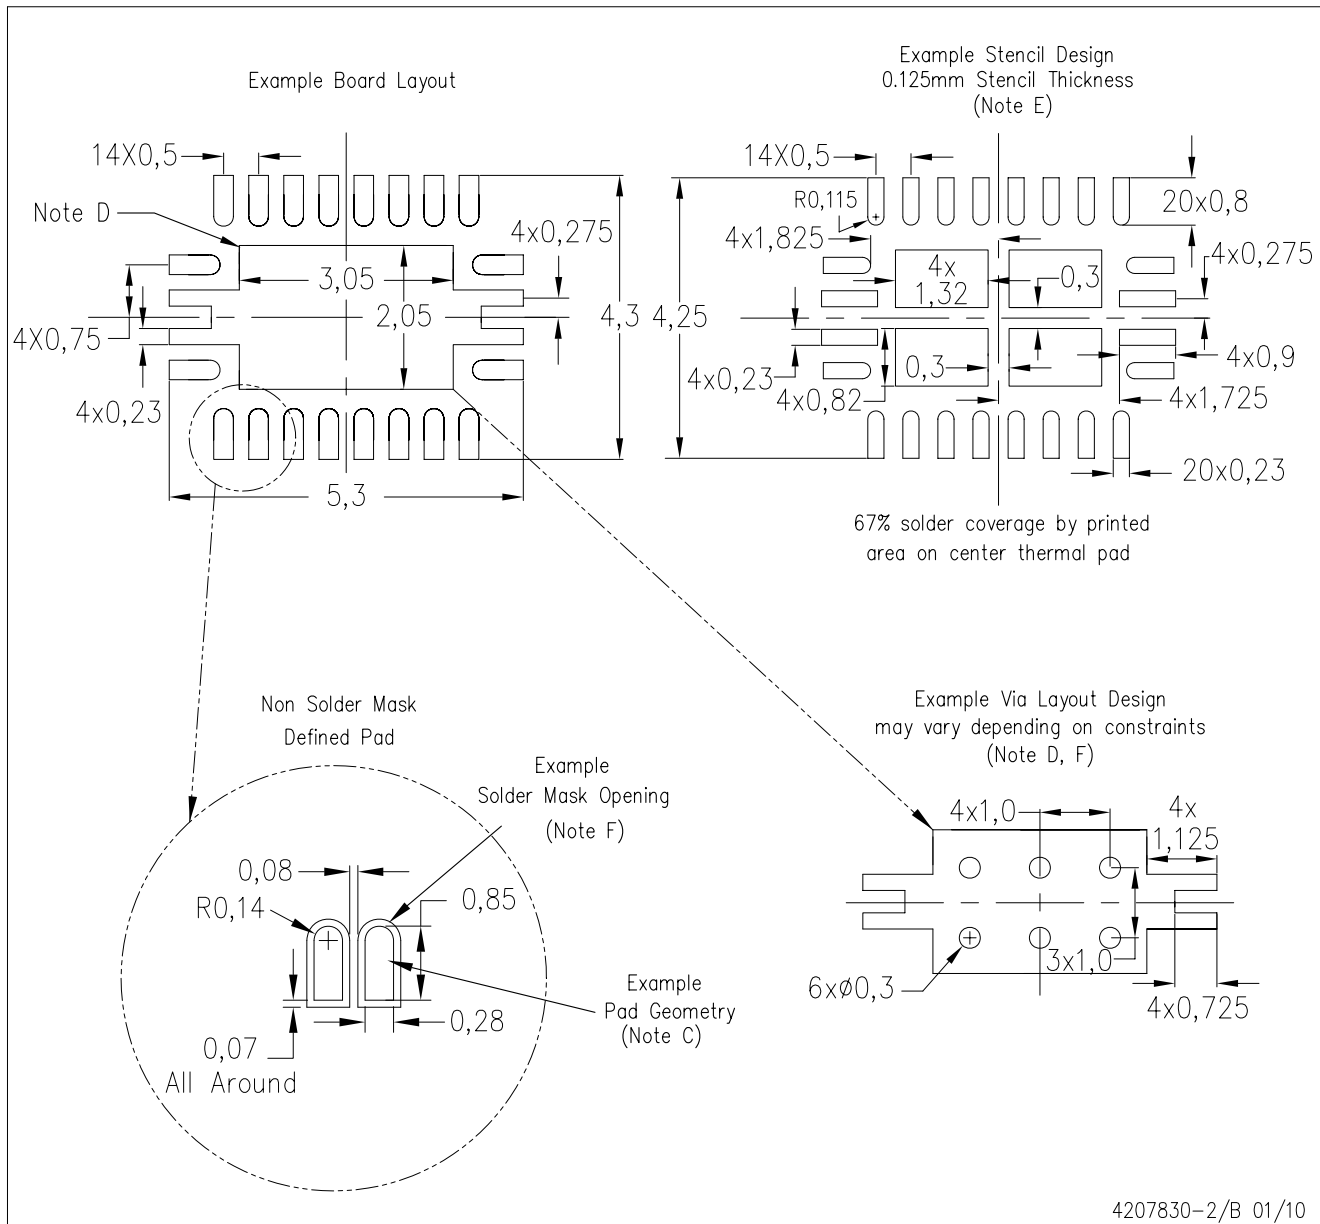 Example Board Layout
14X0,5
Note D
4x0,275
3,05
2,05
4,3
4X0,75
4x0,23
5,3
Example Stencil Design
0.125mm Stencil Thickness
(Note E)
14X0,5
R0,115
20x0,8
4x1,825
4x0,275
4x
1,32
0,3
4,25
0,3
4x0,23
4x0,82
4x0,9
4x1,725
20x0,23
67% solder coverage by printed
area on center thermal pad
Non Solder Mask
Defined Pad
Example
Solder Mask Opening
(Note F)
0,08
R0,14
0,85
0,28
0,07
All Around
Example
Pad Geometry
(Note C)
Example Via Layout Design
may vary depending on constraints
(Note D, F)
4x1,0
4x
1,125
3x1,0
6xø0,3
4x0,725
4207830-2/B 01/10